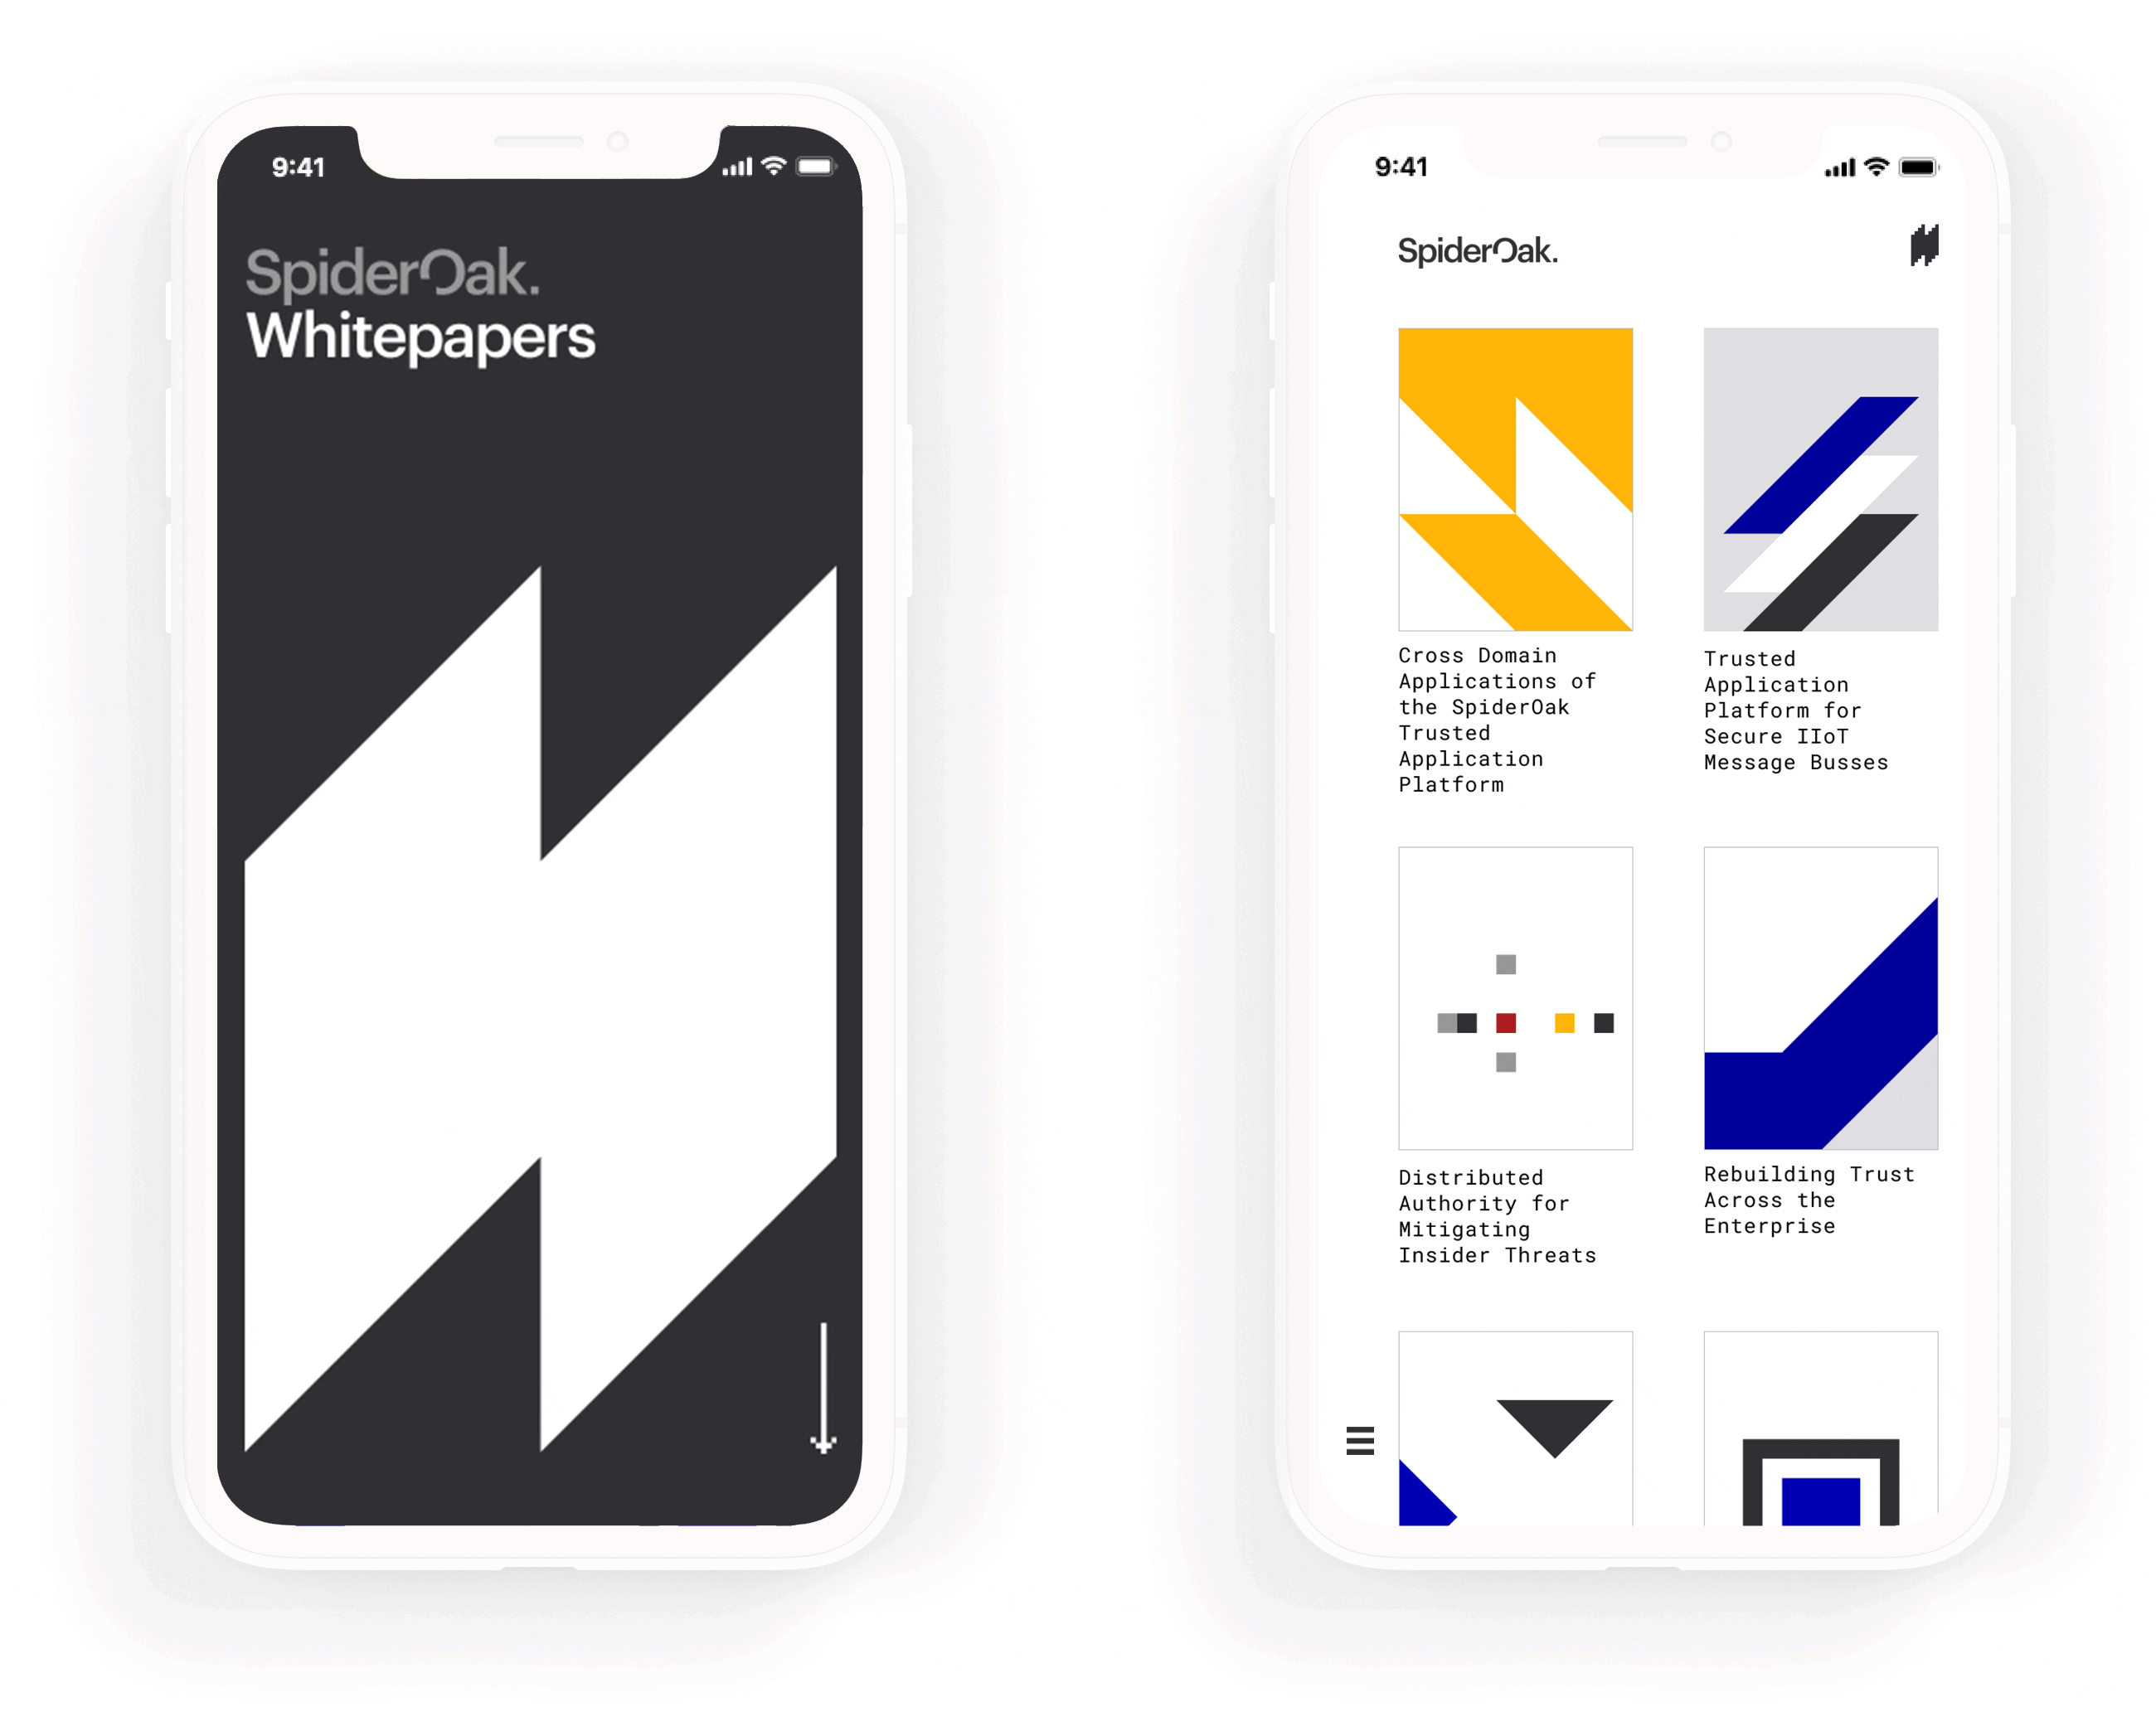 9:41
SpiderOak.
Whitepapers
9:41
SpiderOak.
Cross Domain
Applications of
the SpiderOak
Trusted
Application
Platform
Trusted
Application
Platform for
Secure IIoT
Message Busses
Distributed
Authority for
Mitigating
Insider Threats
Rebuilding Trust
Across the
Enterprise